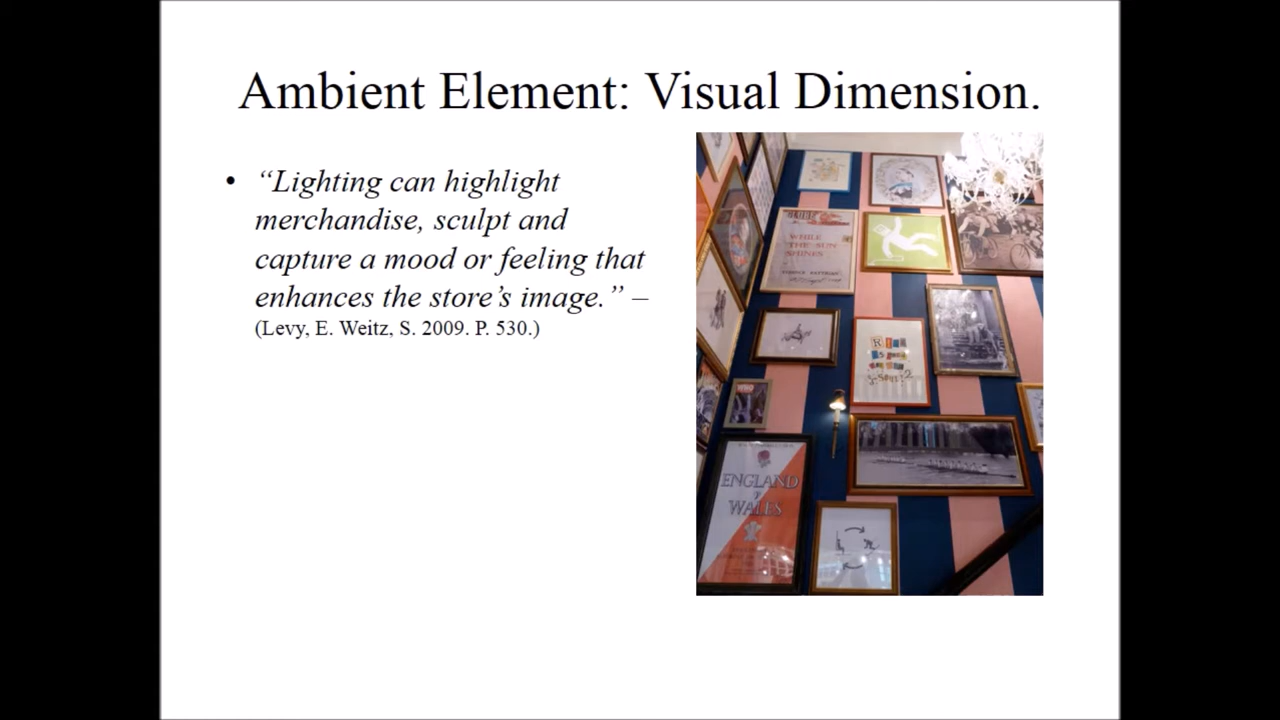 Ambient Element: Visual Dimension.
• “Lighting can highlight
merchandise, sculpt and
capture a mood or feeling that
enhances the store’s image.” –
(Levy, E. Weitz, S. 2009. P. 530.)
GLOBE
WHILE
THE SUN
SHINES
ENGLAND
v
WALES